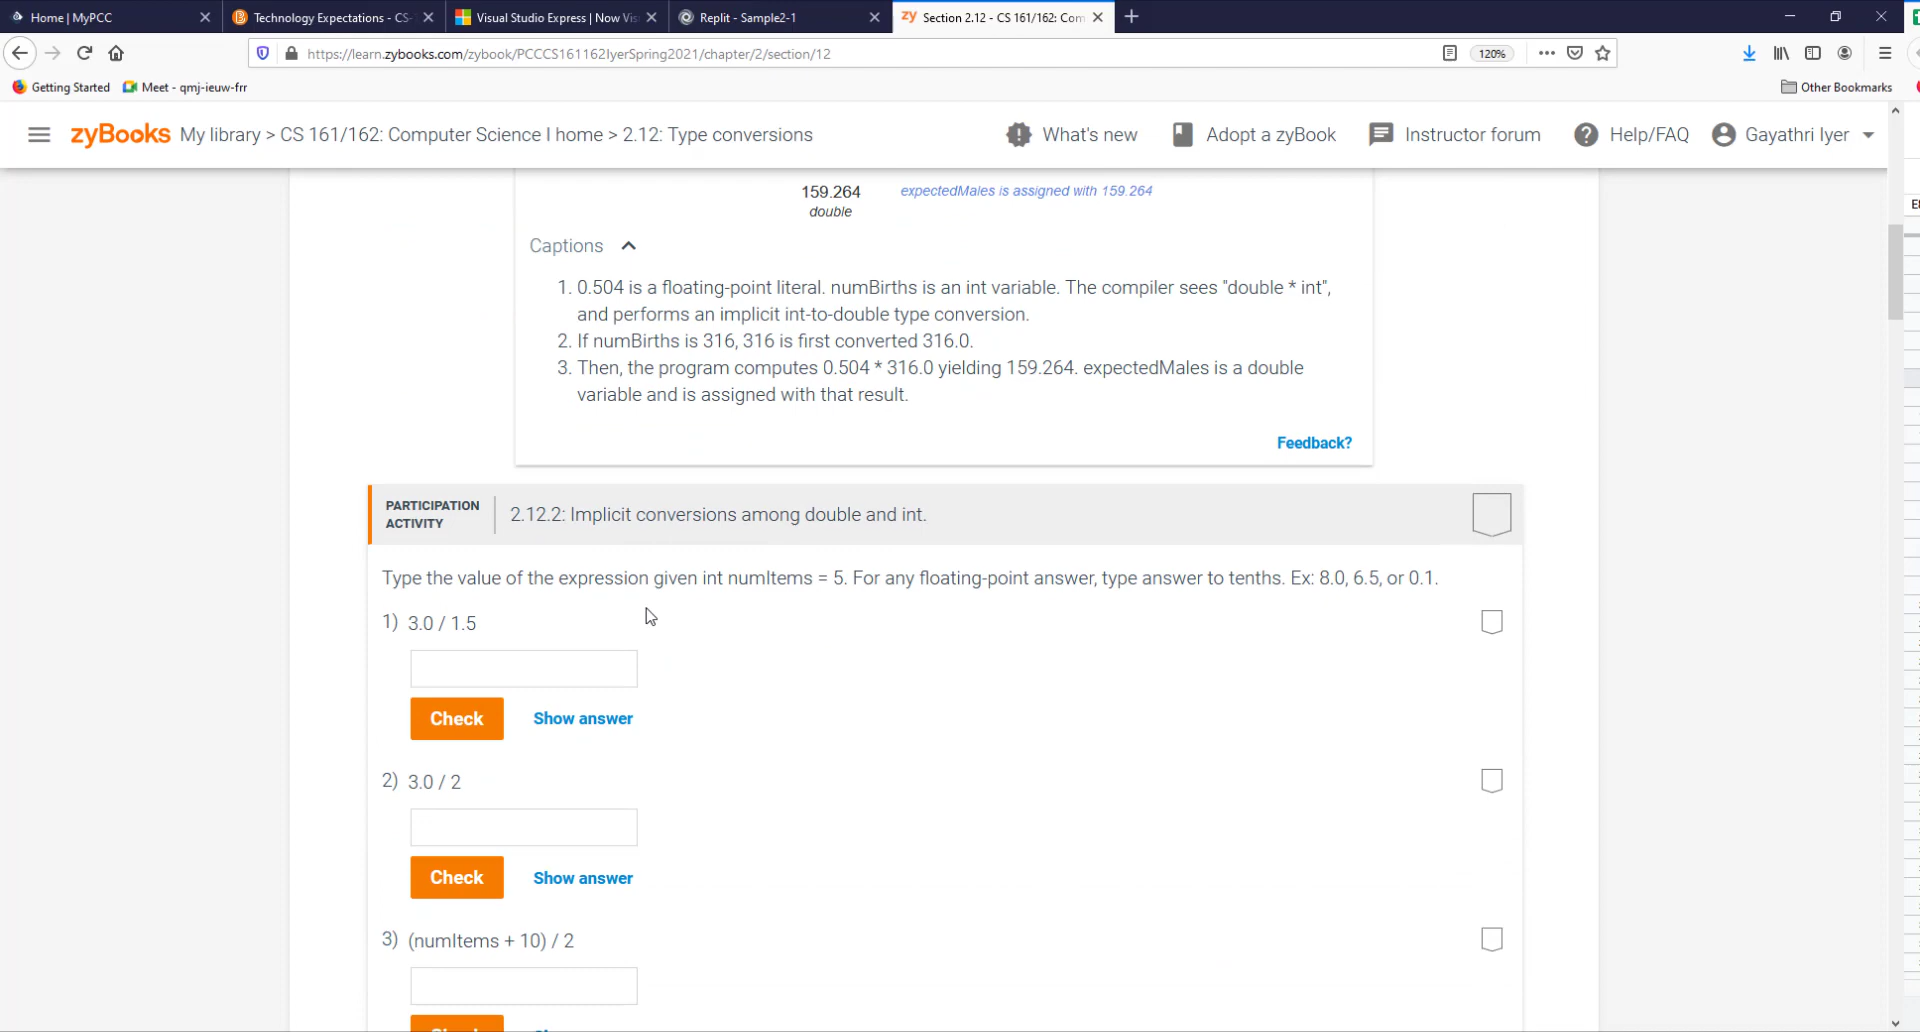 Home | MyPCC
Technology Expectations - CS-
Visual Studio Express | Now Vis
Replit - Sample2-1
zy Section 2.12 - CS 161/162: Com
https://learn.zybooks.com/zybook/PCCCS161162IyerSpring2021/chapter/2/section/12
120%
Getting Started
Meet - qmj-ieuw-frr
Other Bookmarks
zyBooks My library > CS 161/162: Computer Science I home > 2.12: Type conversions
What's new
Adopt a zyBook
Instructor forum
Help/FAQ
Gayathri Iyer
159.264 expectedMales is assigned with 159.264
double
Captions
1. 0.504 is a floating-point literal. numBirths is an int variable. The compiler sees "double * int",
and performs an implicit int-to-double type conversion.
2. If numBirths is 316, 316 is first converted 316.0.
3. Then, the program computes 0.504 * 316.0 yielding 159.264. expectedMales is a double
variable and is assigned with that result.
Feedback?
PARTICIPATION
ACTIVITY
2.12.2: Implicit conversions among double and int.
Type the value of the expression given int numItems = 5. For any floating-point answer, type answer to tenths. Ex: 8.0, 6.5, or 0.1.
1) 3.0 / 1.5
Check Show answer
2) 3.0 / 2
Check Show answer
3) (numItems + 10) / 2